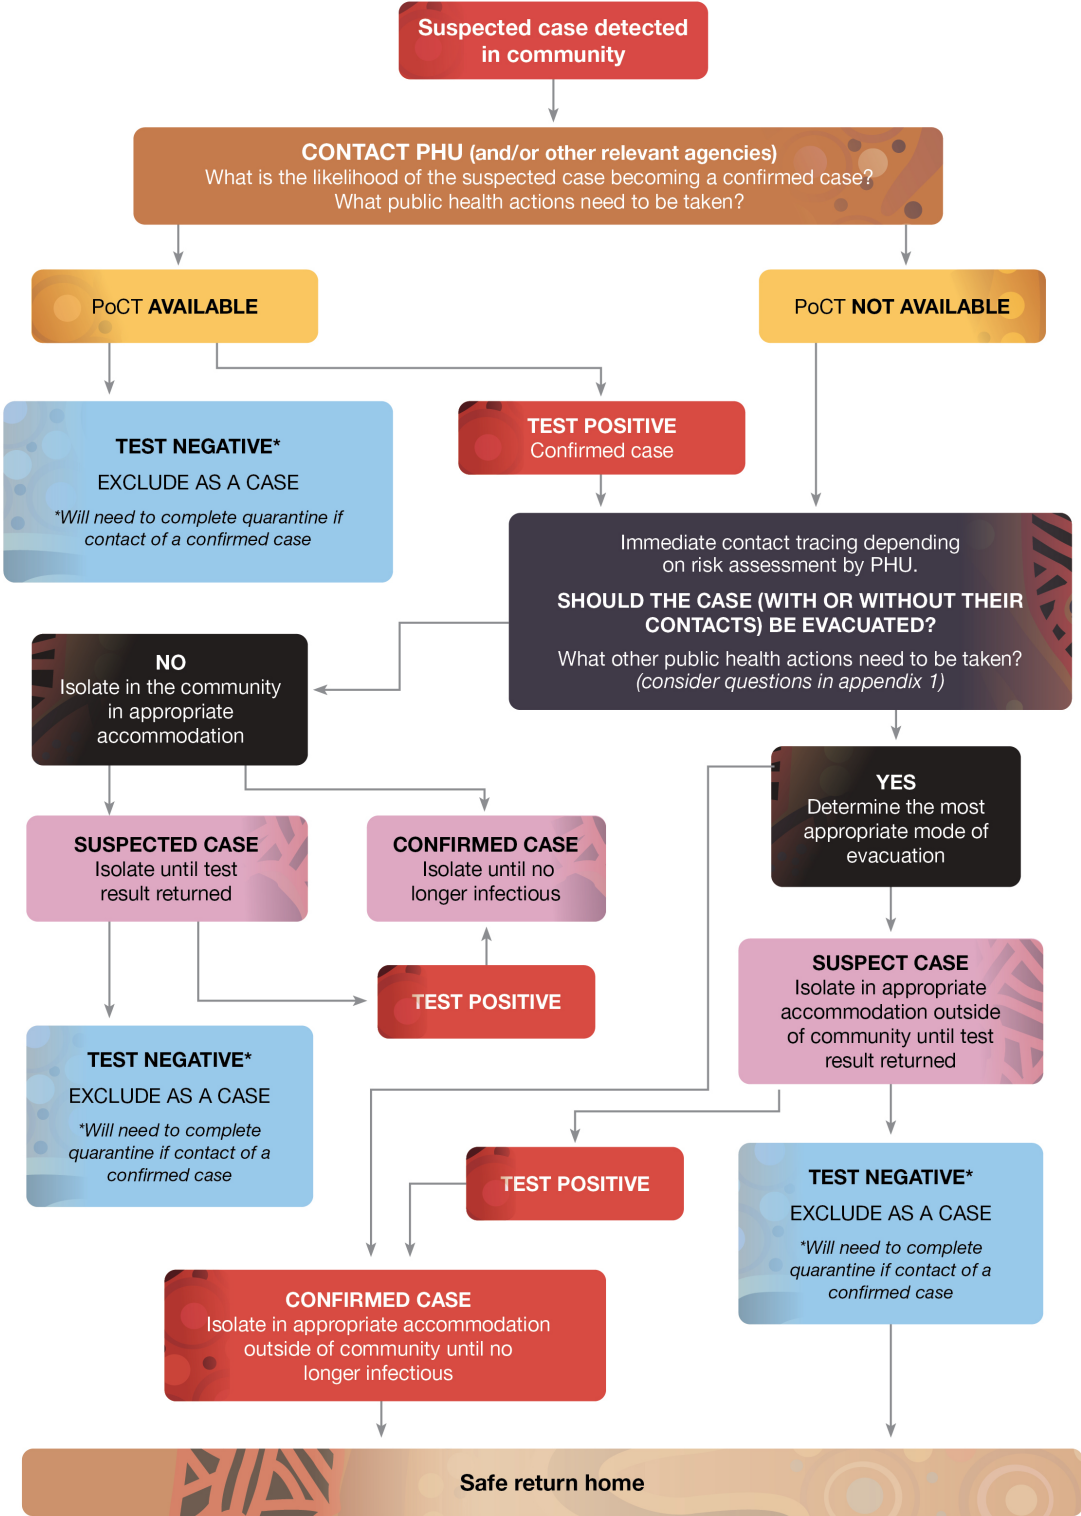 Suspected case detected
in community
CONTACT PHU (and/or other relevant agencies)
What is the likelihood of the suspected case becoming a confirmed case?
What public health actions need to be taken?
PoCT AVAILABLE
PoCT NOT AVAILABLE
TEST NEGATIVE*
EXCLUDE AS A CASE
*Will need to complete quarantine if
contact of a confirmed case
TEST POSITIVE
Confirmed case
Immediate contact tracing depending
on risk assessment by PHU.
SHOULD THE CASE (WITH OR WITHOUT THEIR
CONTACTS) BE EVACUATED?
What other public health actions need to be taken?
(consider questions in appendix 1)
NO
Isolate in the community
in appropriate
accommodation
YES
Determine the most
appropriate mode of
evacuation
SUSPECTED CASE
Isolate until test
result returned
CONFIRMED CASE
Isolate until no
longer infectious
TEST POSITIVE
SUSPECT CASE
Isolate in appropriate
accommodation outside
of community until test
result returned
TEST NEGATIVE*
EXCLUDE AS A CASE
*Will need to complete
quarantine if contact of a
confirmed case
TEST POSITIVE
TEST NEGATIVE*
EXCLUDE AS A CASE
*Will need to complete
quarantine if contact of a
confirmed case
CONFIRMED CASE
Isolate in appropriate accommodation
outside of community until no
longer infectious
Safe return home